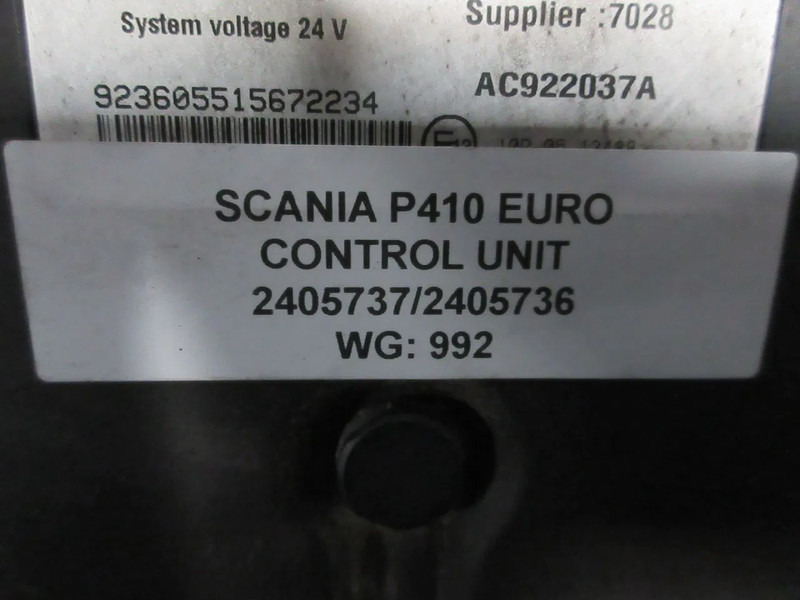 System voltage 24 V
Supplier :7028
923605515672234
AC922037A
SCANIA P410 EURO
CONTROL UNIT
2405737/2405736
WG: 992